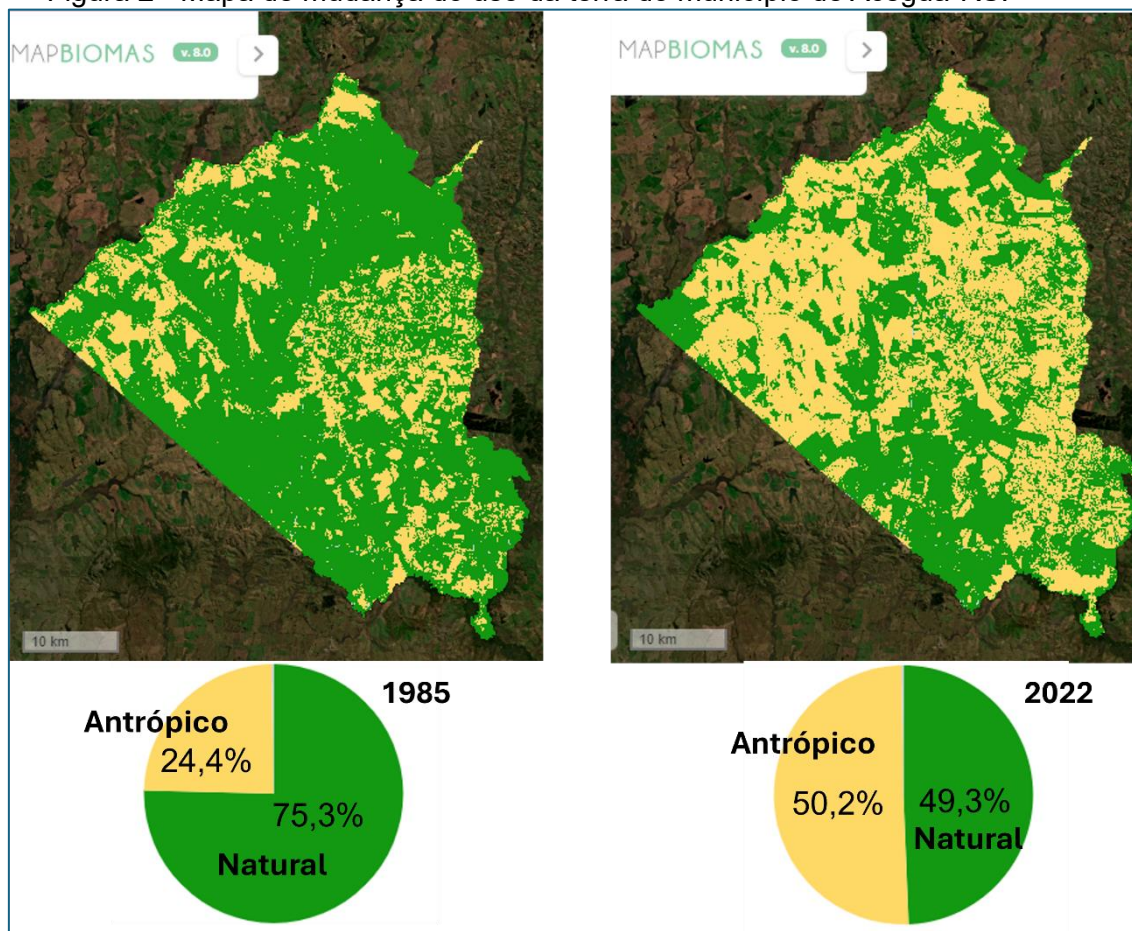 MAPBIOMAS v. 8.0 >
MAPBIOMAS v. 8.0 >
10 km
10 km
1985
Antrópico
24,4%
75,3%
Natural
2022
Antrópico
50,2%
49,3%
Natural